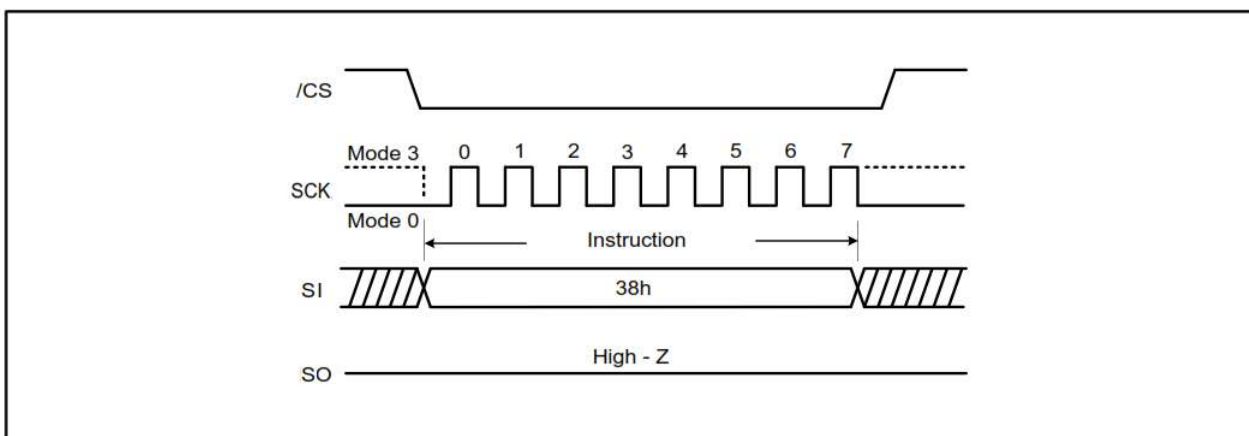 /CS
Mode 3 0 1 2 3 4 5 6 7
SCK
Mode 0
Instruction
SI 38h
High - Z
SO